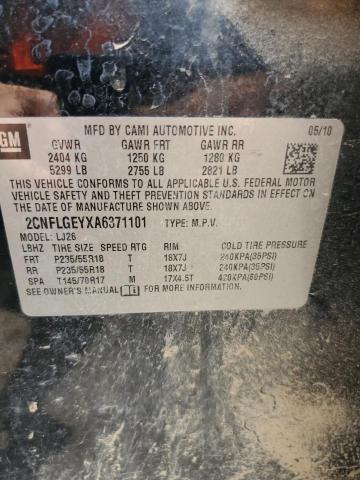 GM
MFD BY CAMI AUTOMOTIVE INC. 05/10
GVWR GAWR FRT GAWR RR
2404 KG 1250 KG 1280 KG
5299 LB 2755 LB 2821 LB
THIS VEHICLE CONFORMS TO ALL APPLICABLE U.S. FEDERAL MOTOR
VEHICLE SAFETY, BUMPER, AND THEFT PREVENTION STANDARDS IN EFFECT ON
THE DATE OF MANUFACTURE SHOWN ABOVE.
2CNFLGEYXA6371101 TYPE: M.P.V.
MODEL: LJ26
LBHZ TIRE SIZE SPEED RTG RIM COLD TIRE PRESSURE
FRT P235/55R18 T 18X7J 240KPA(35PSI)
RR P235/55R18 T 18X7J 240KPA(35PSI)
SPA T145/70R17 M 17X4.5T 420KPA(60PSI)
SEE OWNER'S MANUAL FOR MORE INFORMATION.